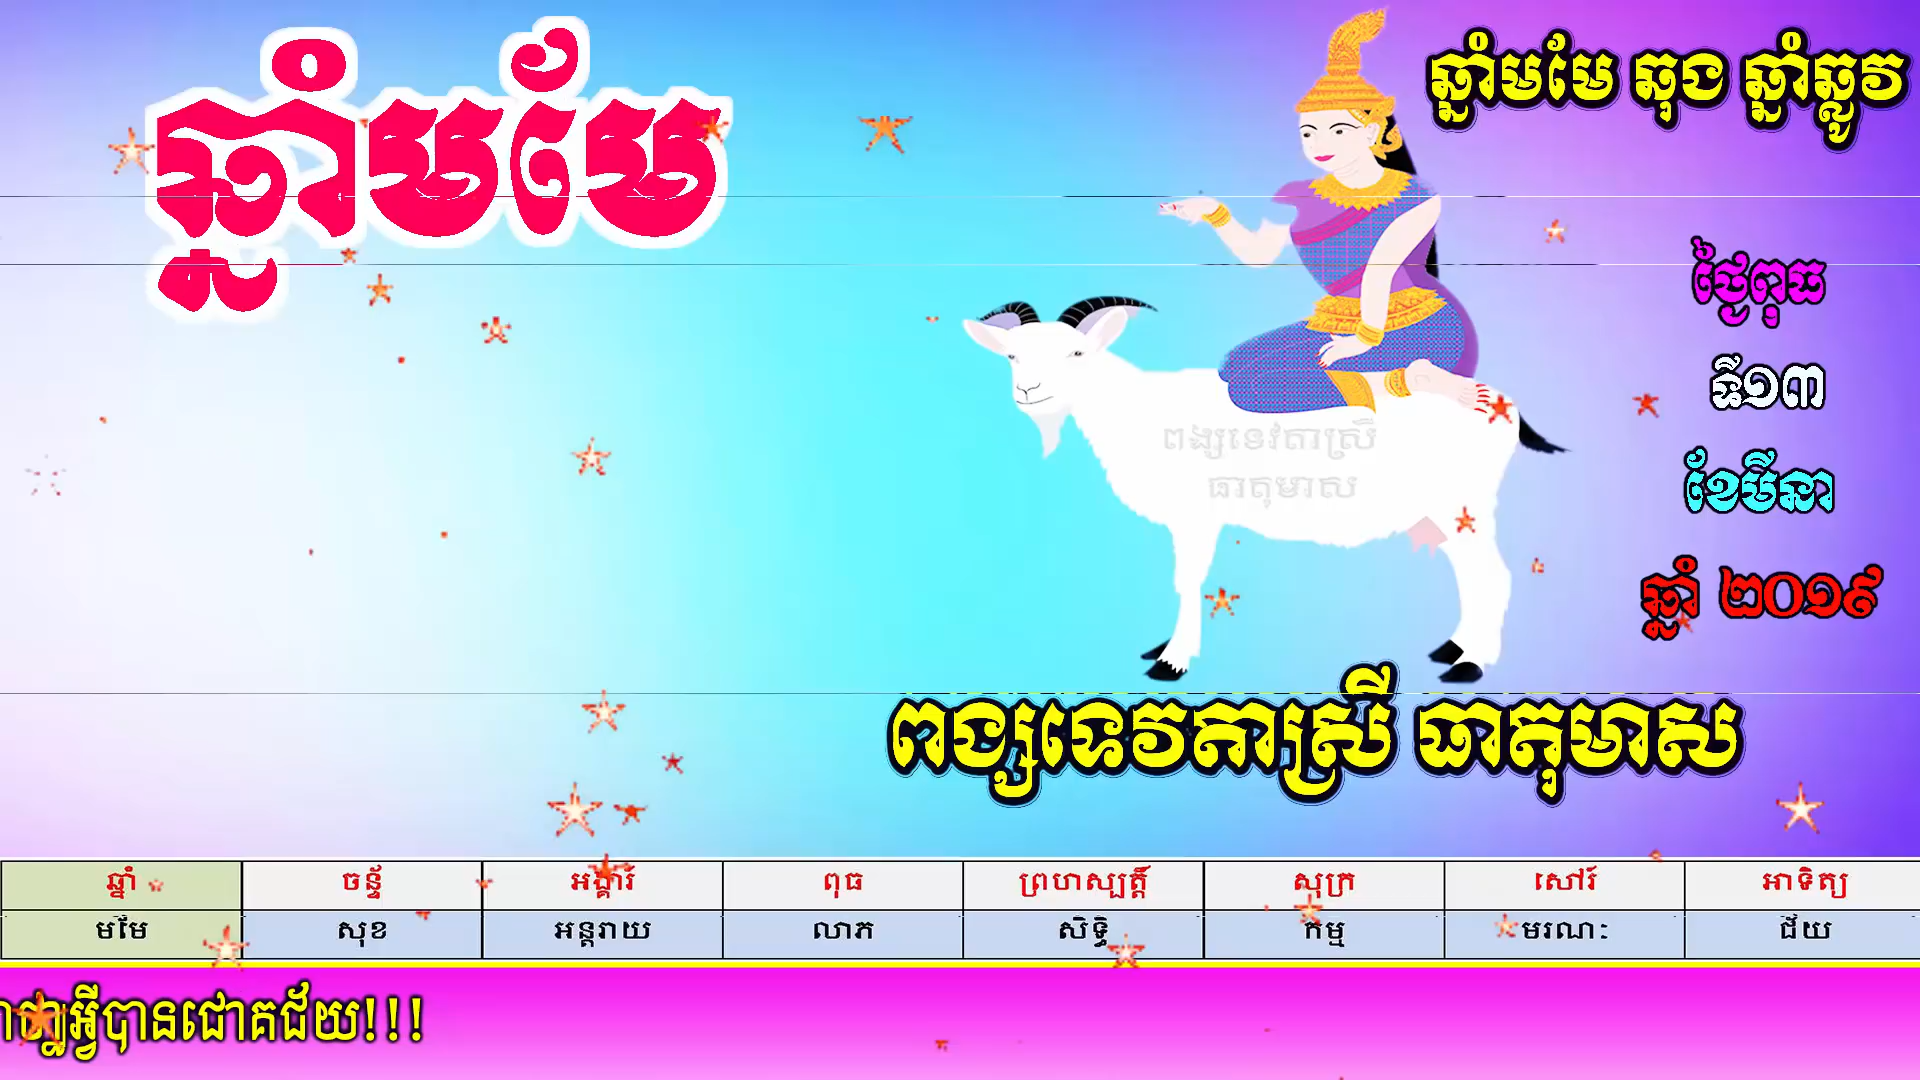 ឆ្នាំមមែ
ឆ្នាំមមែ ឆុង ឆ្នាំឆ្លូវ
ថ្ងៃពុធ
ទី១៣
ខែមីនា
ឆ្នាំ ២០១៩
ពង្សទេវតាស្រី
ធាតុមាស
ពង្សទេវតាស្រី ធាតុមាស
ឆ្នាំ ចន្ទ័ អង្គារ៍ ពុធ ព្រហស្បត្តិ៍ សុក្រ សៅរ៍ អាទិត្យ
មមែ សុខ អន្តរាយ លាភ សិទ្ធិ កម្ម មរណៈ ជ័យ
អ្វីបានជោគជ័យ!!!